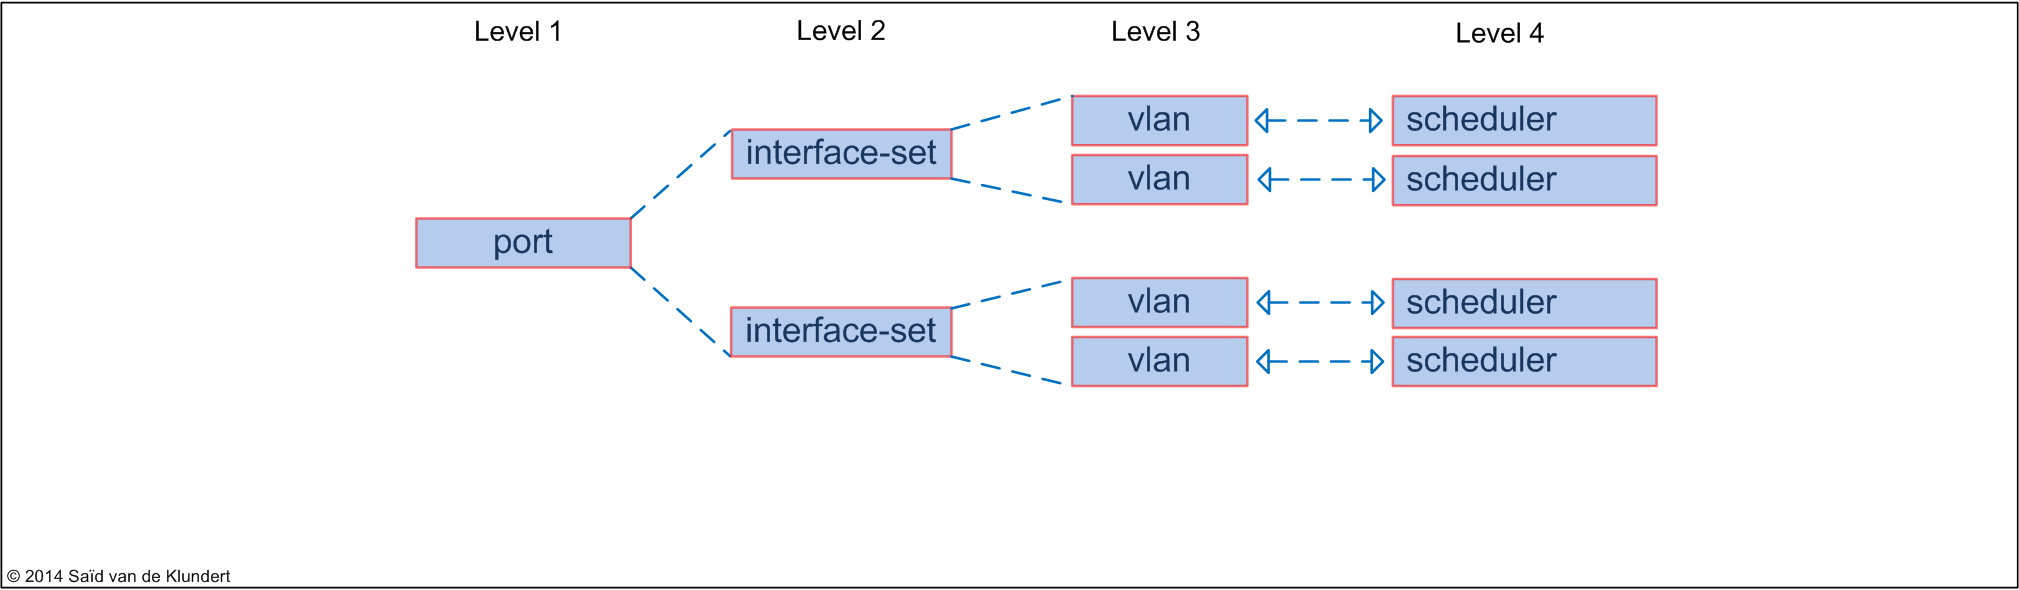 Level 1
Level 2
Level 3
Level 4
port
interface-set
interface-set
vlan
vlan
vlan
vlan
scheduler
scheduler
scheduler
scheduler
© 2014 Saïd van de Klundert